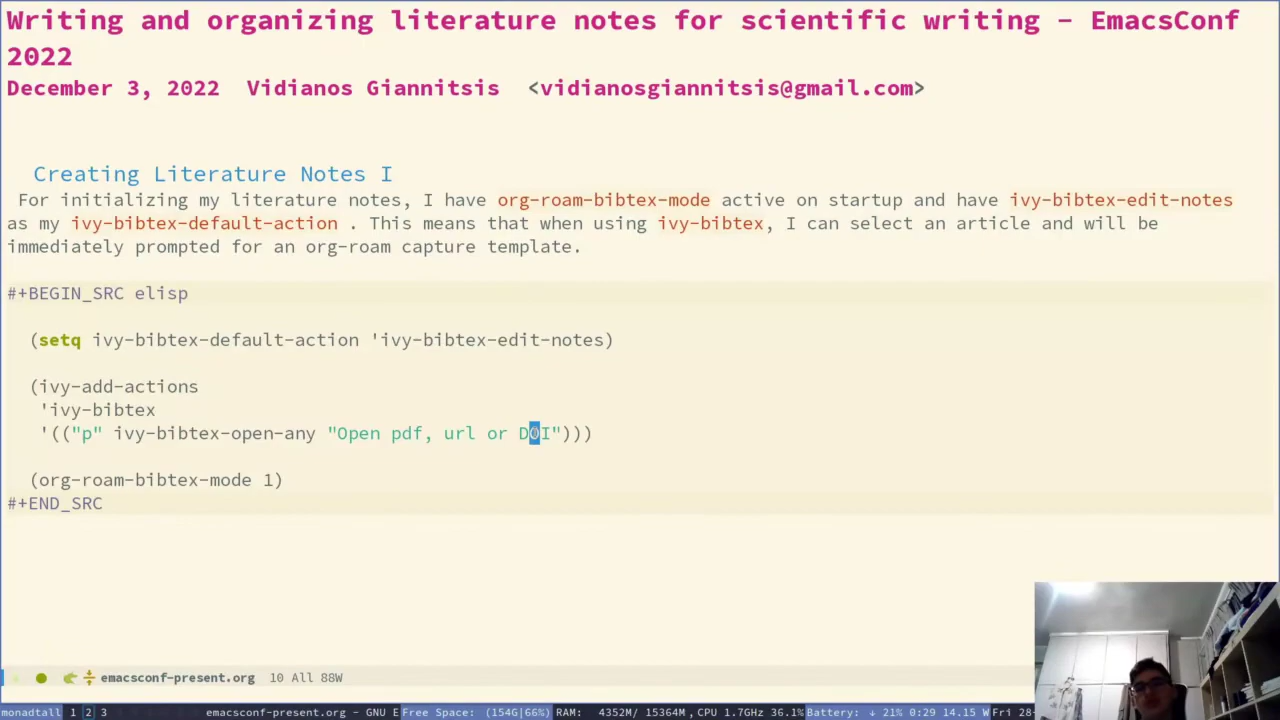 Writing and organizing literature notes for scientific writing - EmacsConf
2022
December 3, 2022  Vidianos Giannitsis  <vidianosgiannitsis@gmail.com>
Creating Literature Notes I
For initializing my literature notes, I have org-roam-bibtex-mode active on startup and have ivy-bibtex-edit-notes
as my ivy-bibtex-default-action . This means that when using ivy-bibtex, I can select an article and will be
immediately prompted for an org-roam capture template.
#+BEGIN_SRC elisp
(setq ivy-bibtex-default-action 'ivy-bibtex-edit-notes)
(ivy-add-actions
'ivy-bibtex
'(("p" ivy-bibtex-open-any "Open pdf, url or DOI")))
(org-roam-bibtex-mode 1)
#+END_SRC
emacsconf-present.org  10 All 88W
monadtall 1 2 3 emacsconf-present.org - GNU E Free Space: (154G|66%) RAM: 4352M/ 15364M, CPU 1.7GHz 36.1% Battery: ↓ 21% 0:29 14.15 W Fri 28-